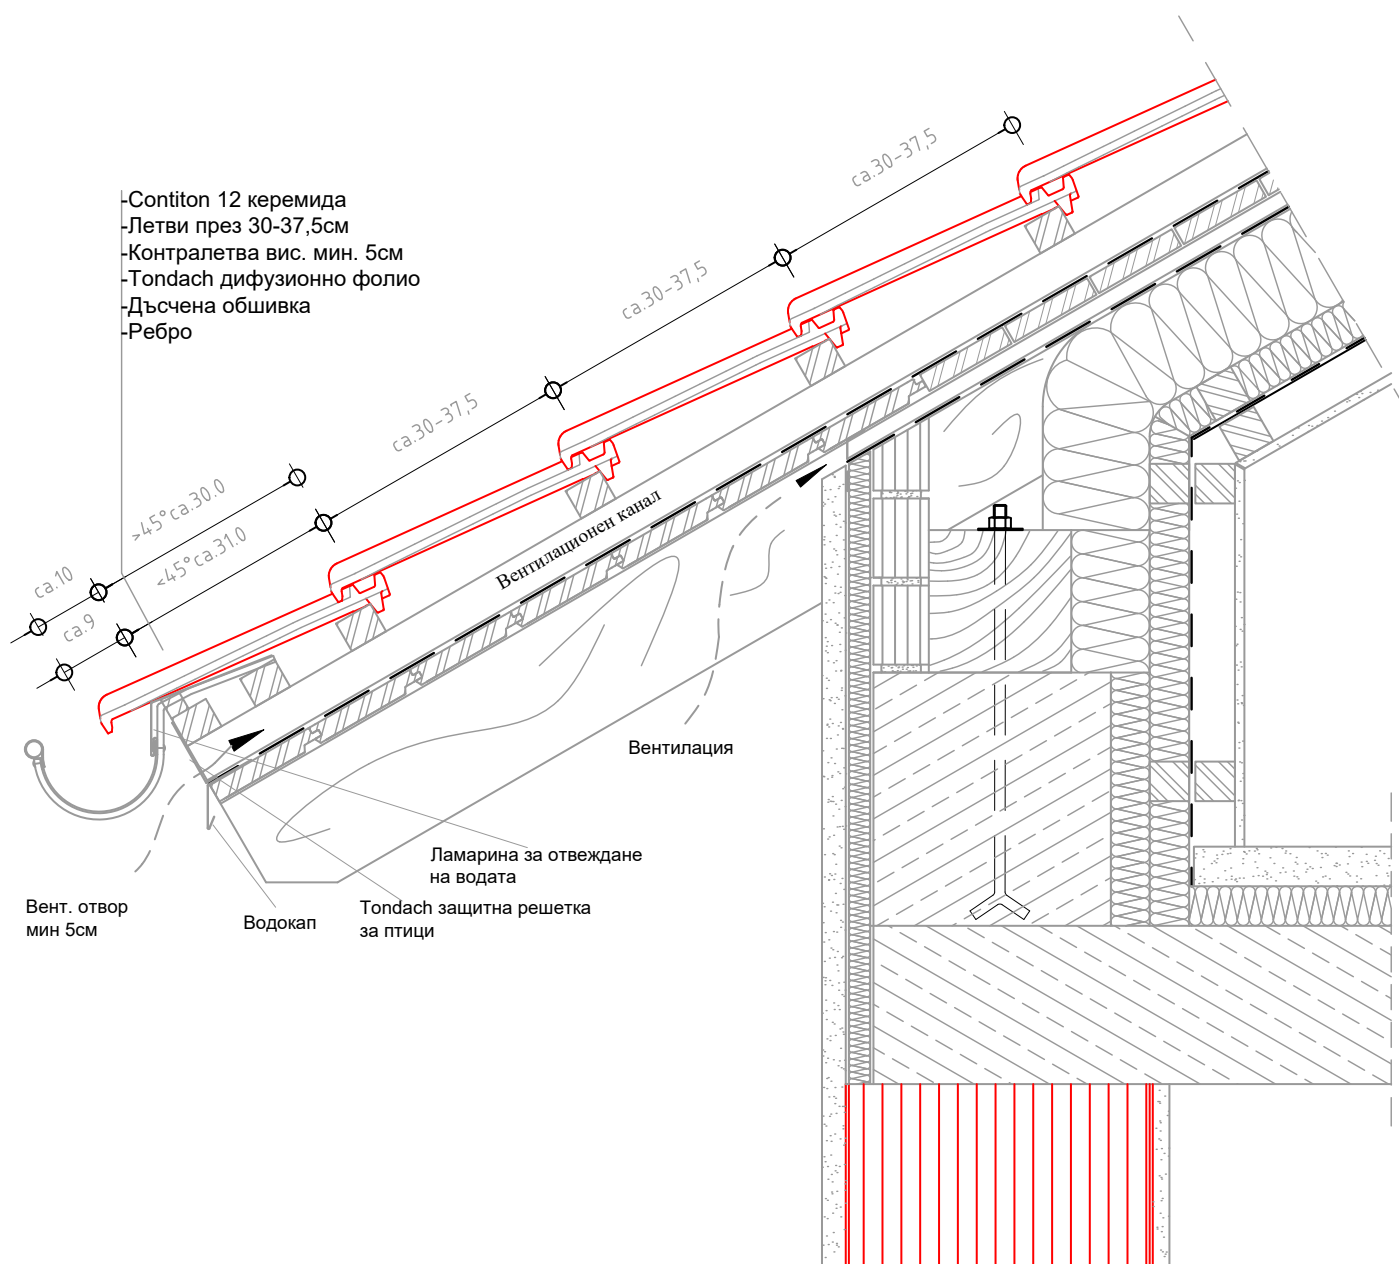 -Contiton 12 керемида
-Летви през 30-37,5см
-Контралетва вис. мин. 5см
-Tondach дифузионно фолио
-Дъсчена обшивка
-Ребро
ca.30-37,5
ca.30-37,5
ca.30-37,5
>45°ca.30.0
<45°ca.31.0
ca.10
ca.9
Вентилационен канал
Вентилация
Ламарина за отвеждане
на водата
Tondach защитна решетка
за птици
Водокап
Вент. отвор
мин 5см